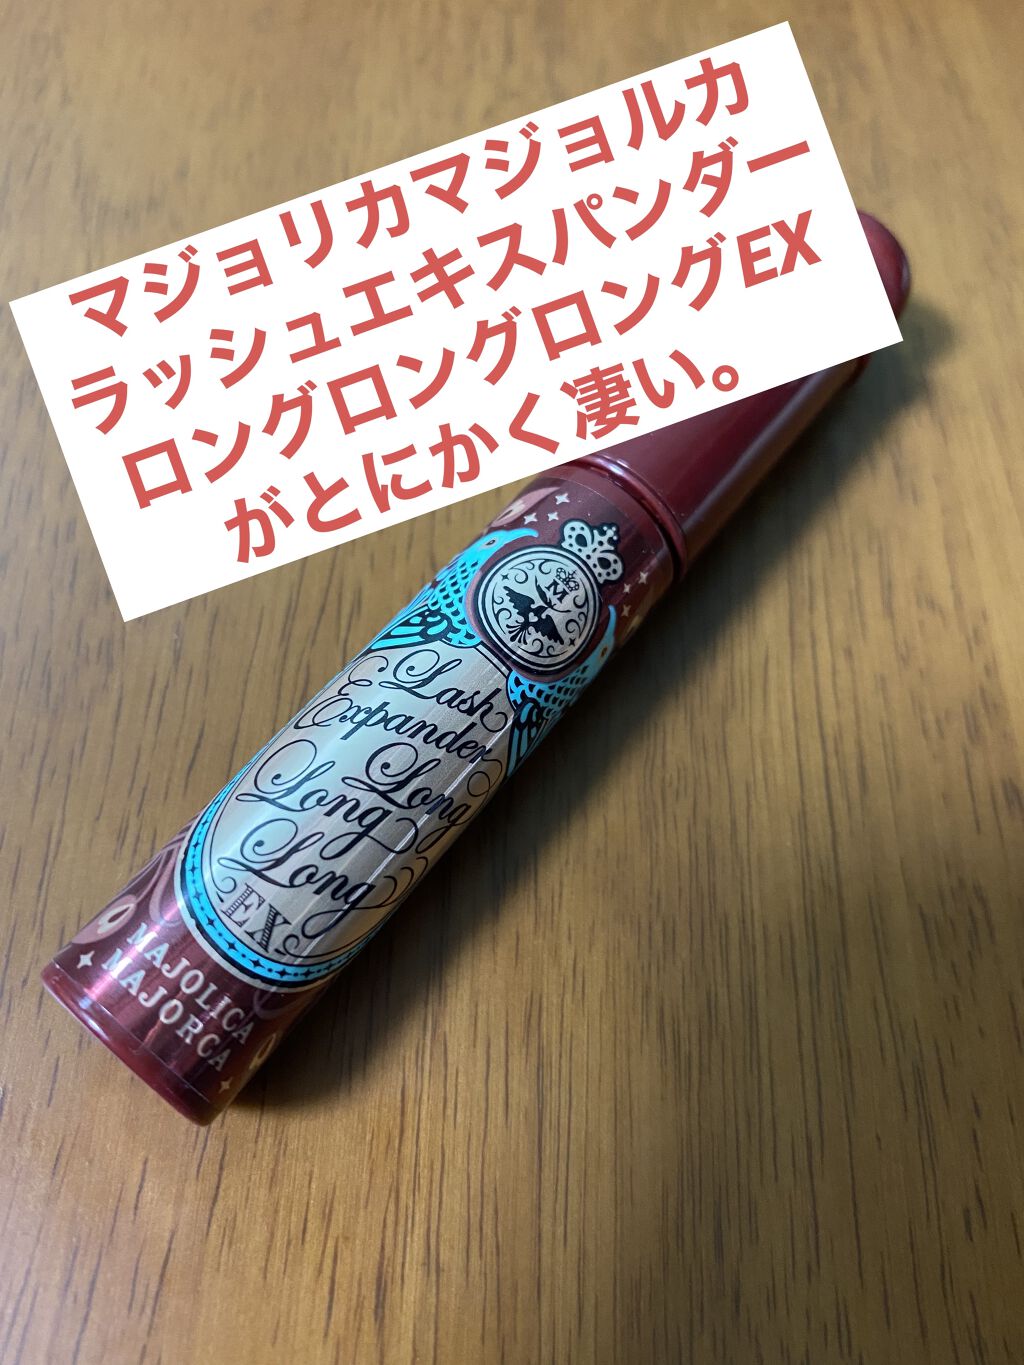 マジョリカマジョルカ
ラッシュエキスパンダー
ロングロングロングEX
がとにかく凄い。
M
Lash
Expander
Long
Long
Long
EX
MAJOLICA
MAJORCA